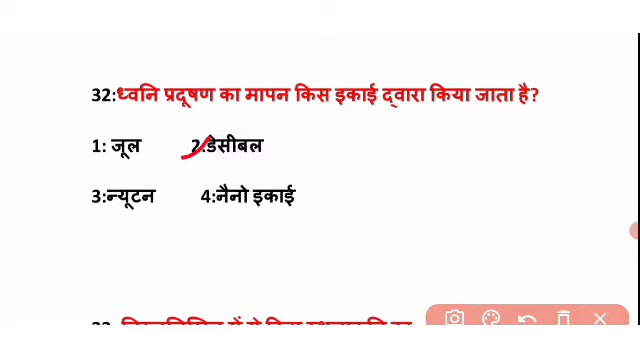 32:ध्वनि प्रदूषण का मापन किस इकाई द्वारा किया जाता है?
1: जूल 2:डेसीबल
3:न्यूटन 4:नैनो इकाई